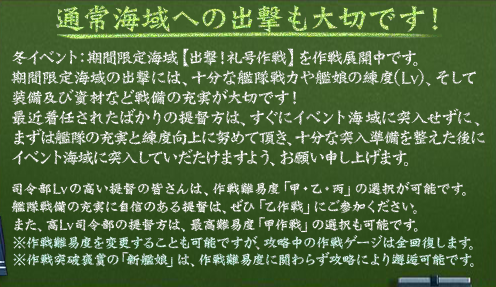 通常海域への出撃も大切です！
冬イベント：期間限定海域【出撃！礼号作戦】を作戦展開中です。
期間限定海域の出撃には、十分な艦隊戦力や艦娘の練度(Lv)、そして
装備及び資材など戦備の充実が大切です！
最近着任されたばかりの提督方は、すぐにイベント海域に突入せずに、
まずは艦隊の充実と練度向上に努めて頂き、十分な突入準備を整えた後に
イベント海域に突入していだたけますよう、お願い申し上げます。
司令部Lvの高い提督の皆さんは、作戦難易度「甲・乙・丙」の選択が可能です。
艦隊戦備の充実に自信のある提督は、ぜひ「乙作戦」にご参加ください。
また、高Lv司令部の提督方は、最高難易度「甲作戦」の選択も可能です。
※作戦難易度を変更することも可能ですが、攻略中の作戦ゲージは全回復します。
※作戦突破褒賞の「新艦娘」は、作戦難易度に関わらず攻略により邂逅可能です。